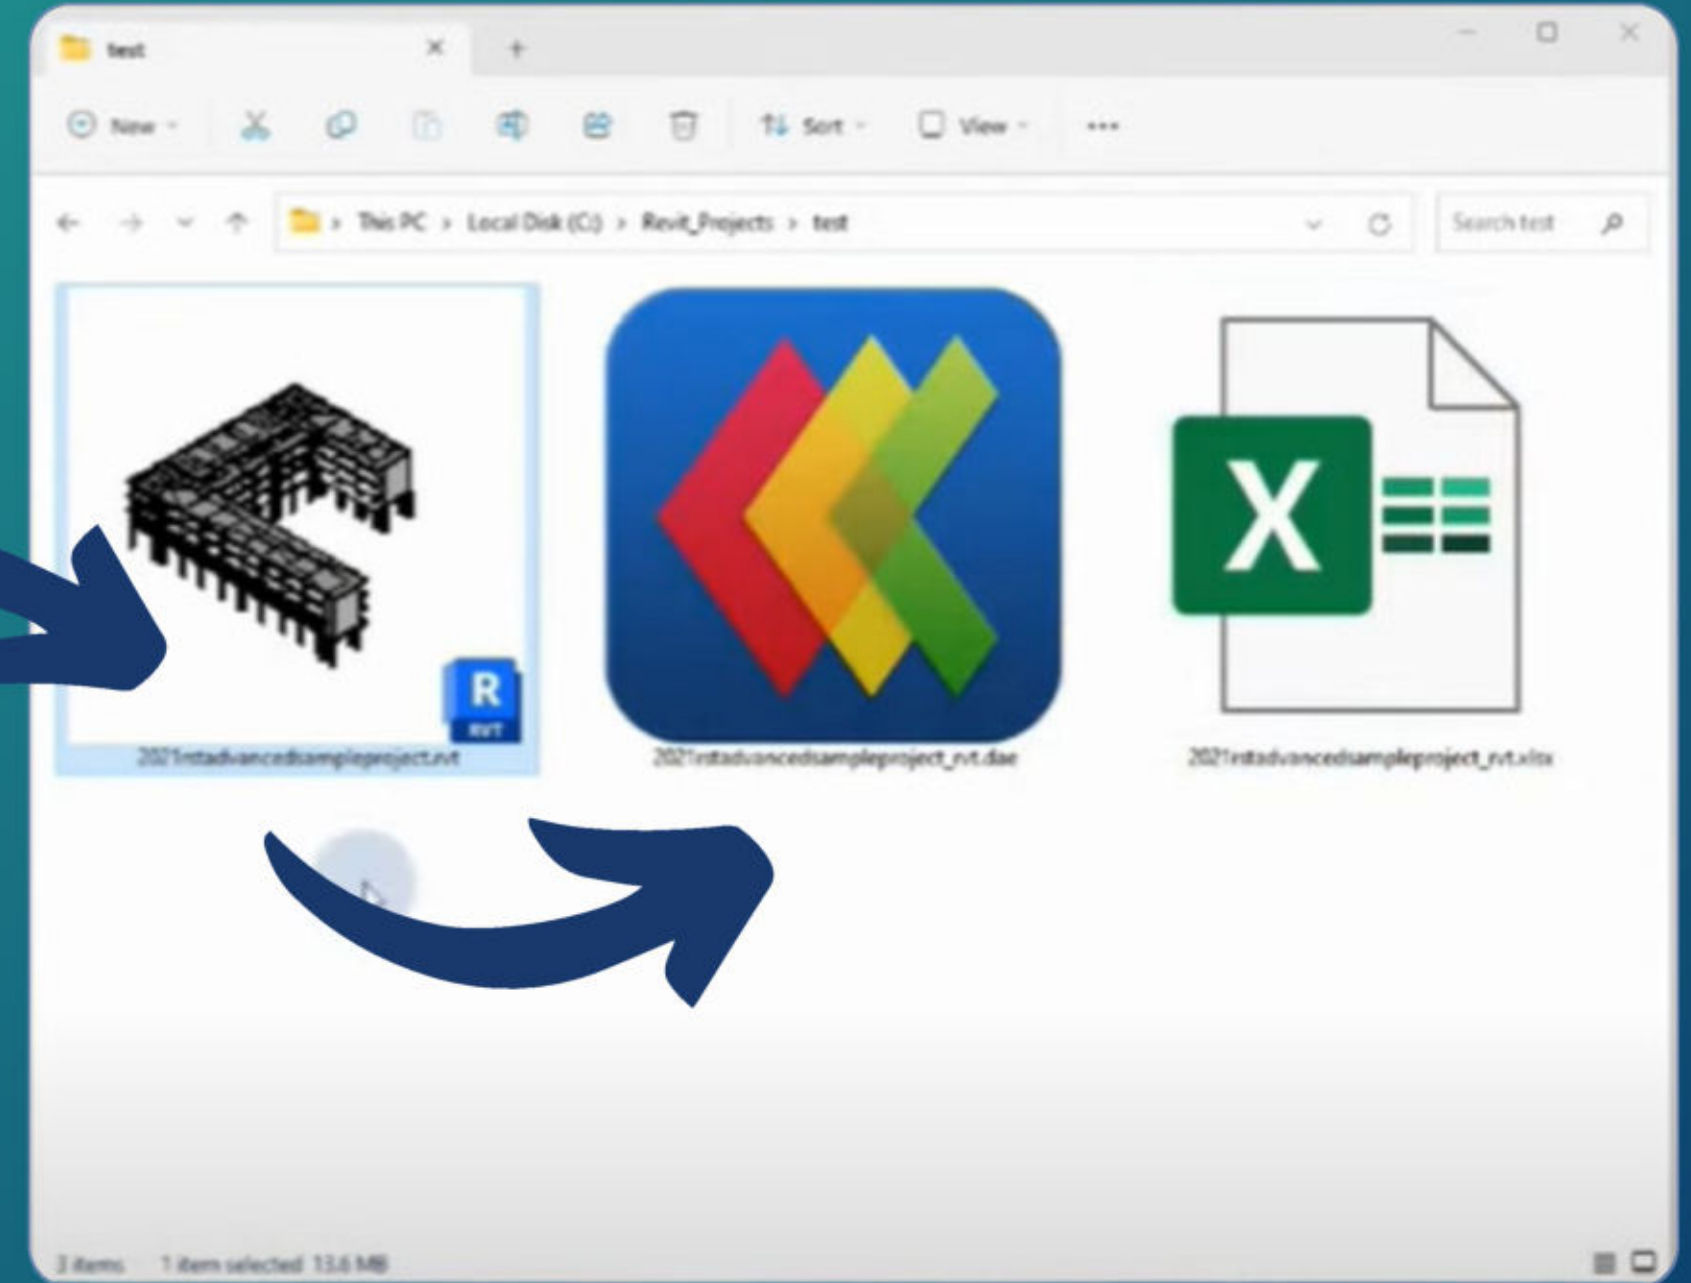 test
New
Sort
View
This PC > Local Disk (C:) > Revit_Projects > test
Search test
R
RVT
X
2021rstadvancedsampleproject.rvt
2021rstadvancedsampleproject_rvt.dae
2021rstadvancedsampleproject_rvt.xlsx
3 items
1 item selected 13.6 MB